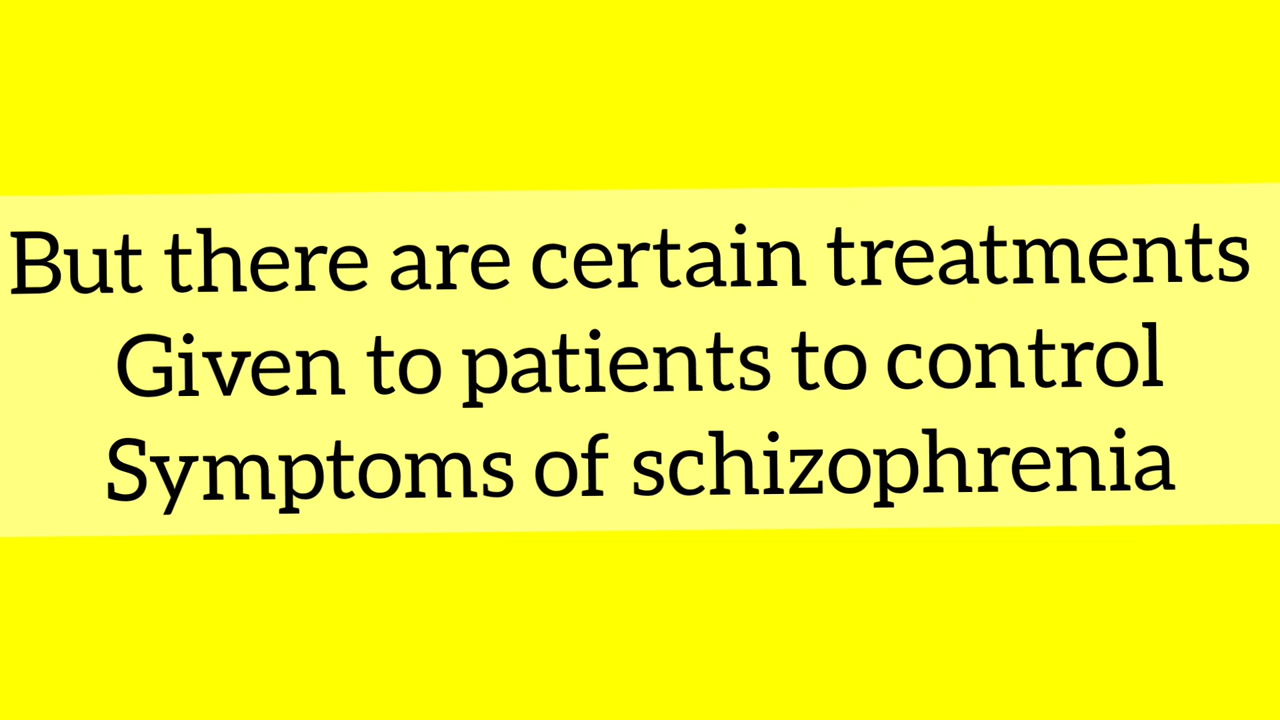 But there are certain treatments
Given to patients to control
Symptoms of schizophrenia